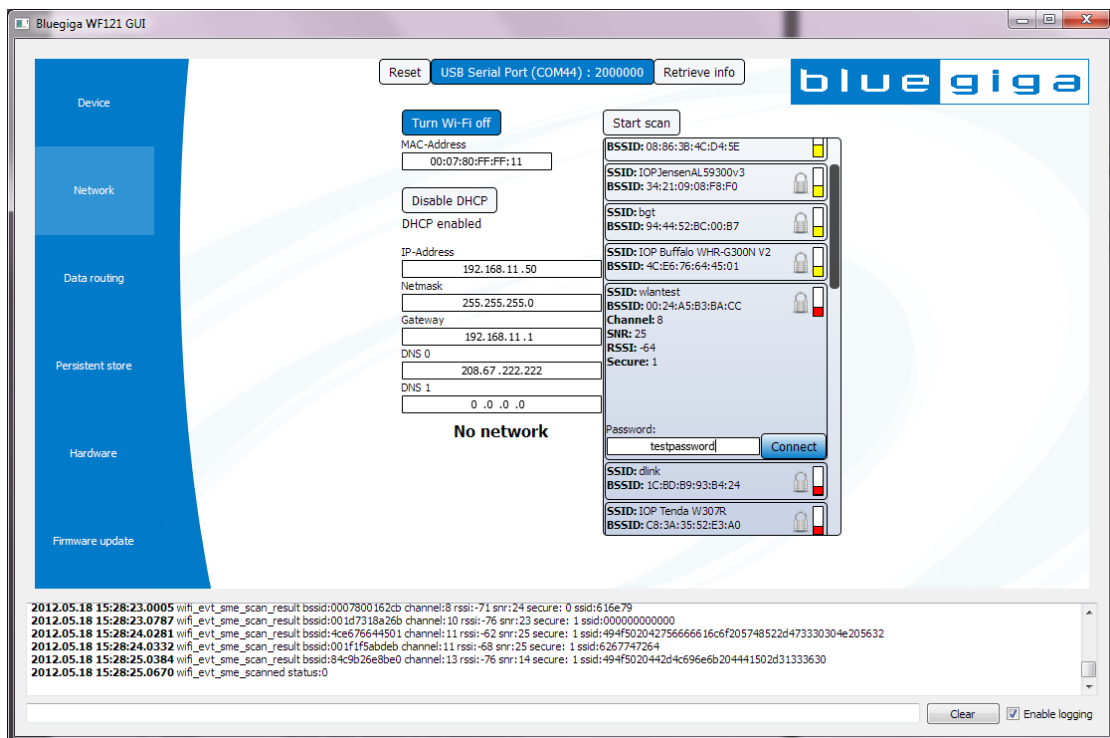 Bluegiga WF121 GUI
Reset
USB Serial Port (COM44) : 2000000
Retrieve info
bluegiga
Device
Network
Data routing
Persistent store
Hardware
Firmware update
Turn Wi-Fi off
MAC-Address
00:07:80:FF:FF:11
Disable DHCP
DHCP enabled
IP-Address
192.168.11.50
Netmask
255.255.255.0
Gateway
192.168.11.1
DNS 0
208.67.222.222
DNS 1
0.0.0.0
No network
Start scan
BSSID: 08:86:3B:4C:D4:5E
SSID: IOPJensenAL59300v3
BSSID: 34:21:09:08:F8:F0
SSID: bgt
BSSID: 94:44:52:BC:00:B7
SSID: IOP Buffalo WHR-G300N V2
BSSID: 4C:E6:76:64:45:01
SSID: wlantest
BSSID: 00:24:A5:B3:BA:CC
Channel: 8
SNR: 25
RSSI: -64
Secure: 1
Password:
testpassword
Connect
SSID: dlink
BSSID: 1C:BD:B9:93:B4:24
SSID: IOP Tenda W307R
BSSID: C8:3A:35:52:E3:A0
2012.05.18 15:28:23.0005 wifi_evt_sme_scan_result bssid:0007800162cb channel:8 rssi:-71 snr:24 secure: 0 ssid:616e79
2012.05.18 15:28:23.0787 wifi_evt_sme_scan_result bssid:001d7318a26b channel:10 rssi:-76 snr:23 secure: 1 ssid:000000000000
2012.05.18 15:28:24.0281 wifi_evt_sme_scan_result bssid:4ce676644501 channel:11 rssi:-62 snr:25 secure: 1 ssid:494f502042756666616c6f205748522d473330304e205632
2012.05.18 15:28:24.0332 wifi_evt_sme_scan_result bssid:001f1f5abdeb channel:11 rssi:-68 snr:25 secure: 1 ssid:6267747264
2012.05.18 15:28:25.0384 wifi_evt_sme_scan_result bssid:84c9b26e8be0 channel:13 rssi:-76 snr:14 secure: 1 ssid:494f5020442d4c696e6b204441502d31333630
2012.05.18 15:28:25.0670 wifi_evt_sme_scanned status:0
Clear
Enable logging